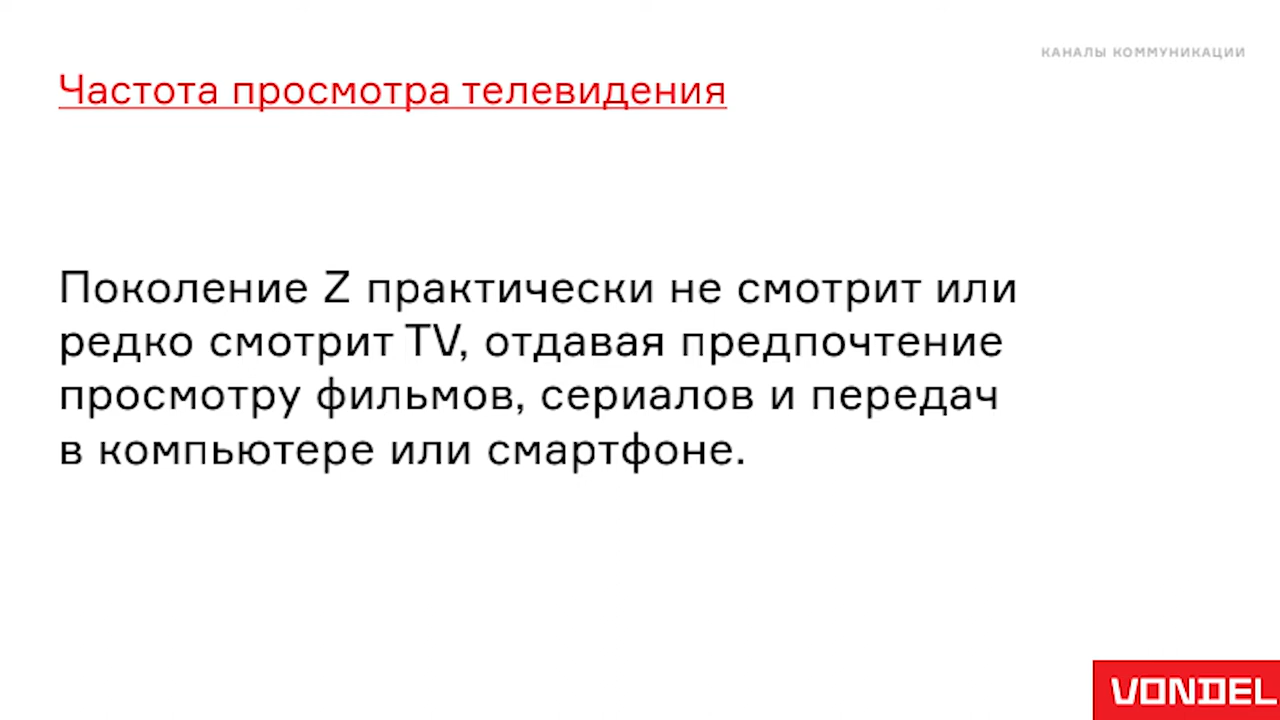 КАНАЛЫ КОММУНИКАЦИИ
Частота просмотра телевидения
Поколение Z практически не смотрит или
редко смотрит TV, отдавая предпочтение
просмотру фильмов, сериалов и передач
в компьютере или смартфоне.
VONDEL